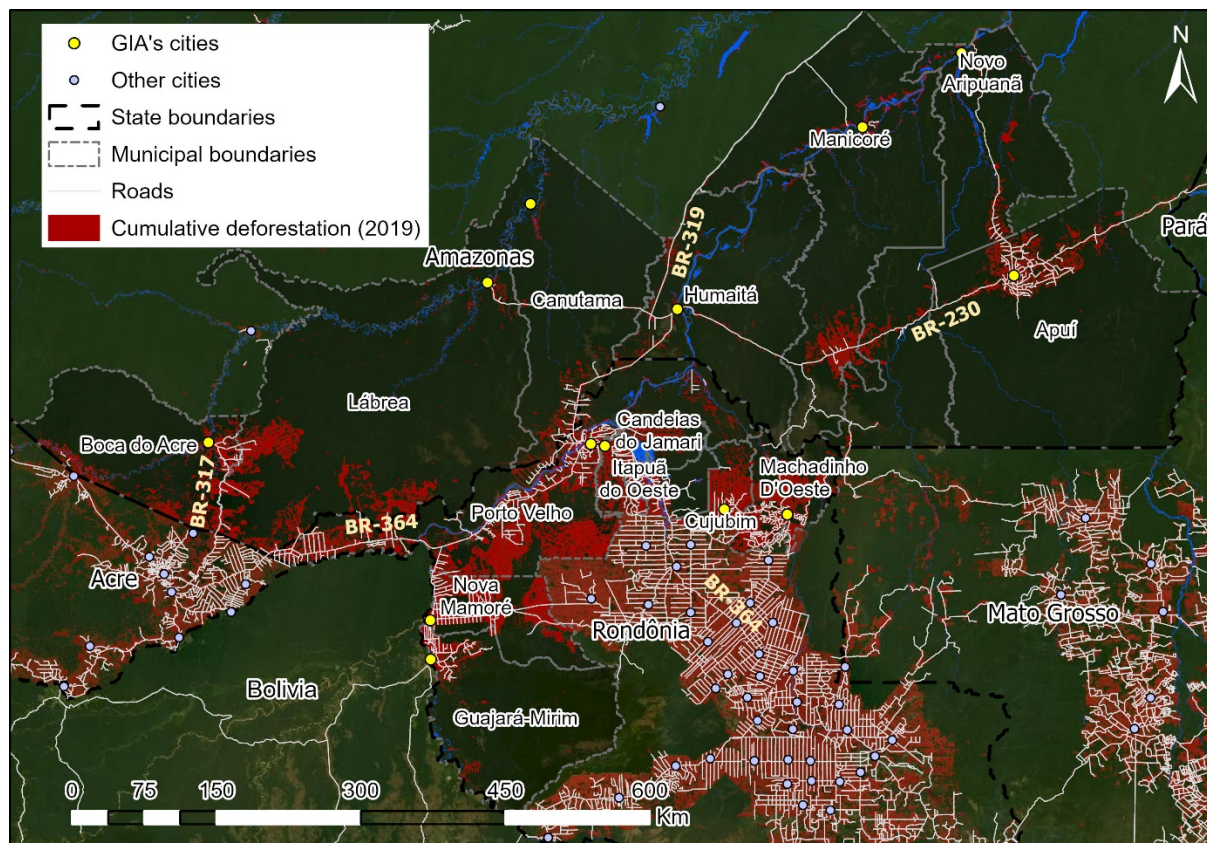 GIA's cities
Other cities
State boundaries
Municipal boundaries
Roads
Cumulative deforestation (2019)
N
Novo
Aripuanã
Manicoré
Pará
BR-319
Amazonas
Canutama
Humaitá
BR-230
Apuí
Lábrea
Candeias
do Jamari
Boca do Acre
Itapuã
do Oeste
Machadinho
D'Oeste
BR-317
BR-364
Porto Velho
Cujubim
Acre
Nova
Mamoré
BR-364
Rondônia
Mato Grosso
Bolivia
Guajará-Mirim
0 75 150 300 450 600
Km